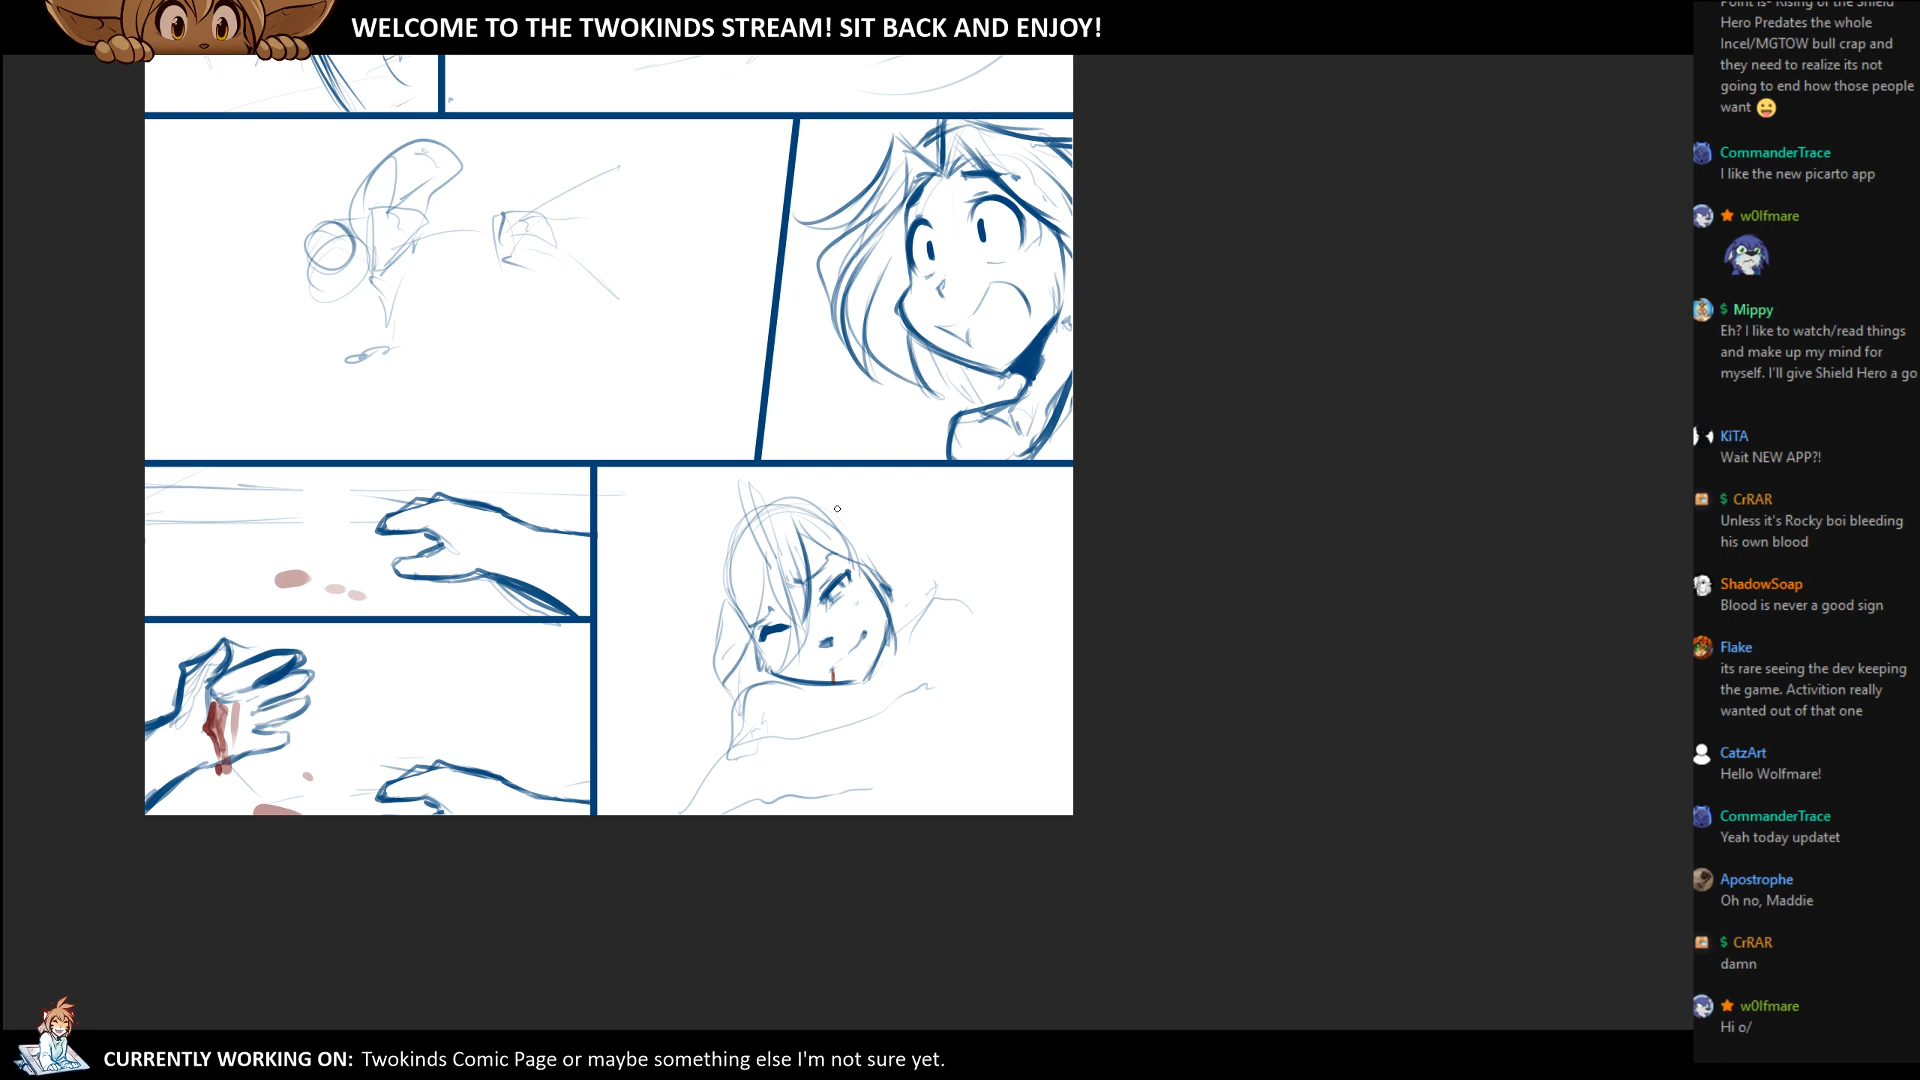 WELCOME TO THE TWOKINDS STREAM! SIT BACK AND ENJOY!
Point is- Rising of the Shield
Hero Predates the whole
Incel/MGTOW bull crap and
they need to realize its not
going to end how those people
want
CommanderTrace
I like the new picarto app
w0lfmare
$ Mippy
Eh? I like to watch/read things
and make up my mind for
myself. I'll give Shield Hero a go
KiTA
Wait NEW APP?!
$ CrRAR
Unless it's Rocky boi bleeding
his own blood
ShadowSoap
Blood is never a good sign
Flake
its rare seeing the dev keeping
the game. Activition really
wanted out of that one
CatzArt
Hello Wolfmare!
CommanderTrace
Yeah today updatet
Apostrophe
Oh no, Maddie
$ CrRAR
damn
w0lfmare
Hi o/
CURRENTLY WORKING ON: Twokinds Comic Page or maybe something else I'm not sure yet.